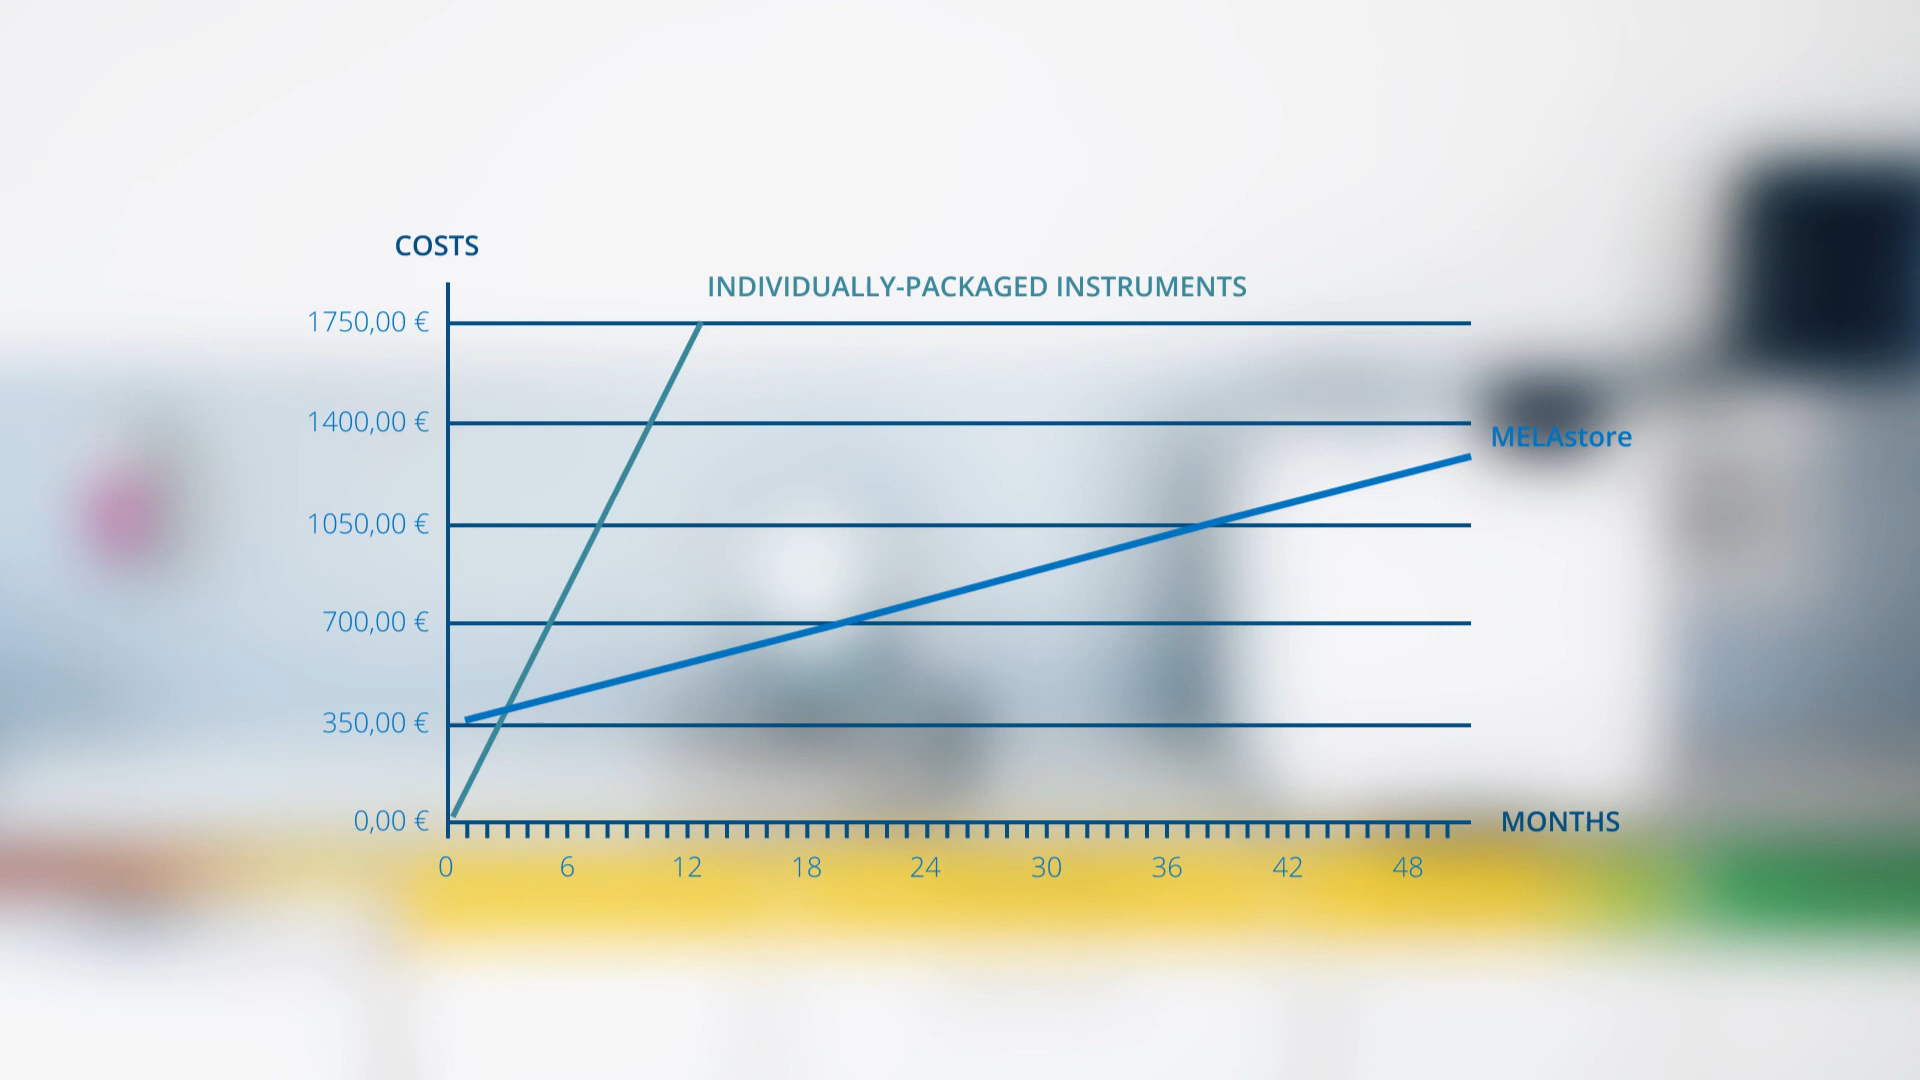 COSTS
INDIVIDUALLY-PACKAGED INSTRUMENTS
1750,00 €
1400,00 €
MELAstore
1050,00 €
700,00 €
350,00 €
0,00 €
MONTHS
0 6 12 18 24 30 36 42 48